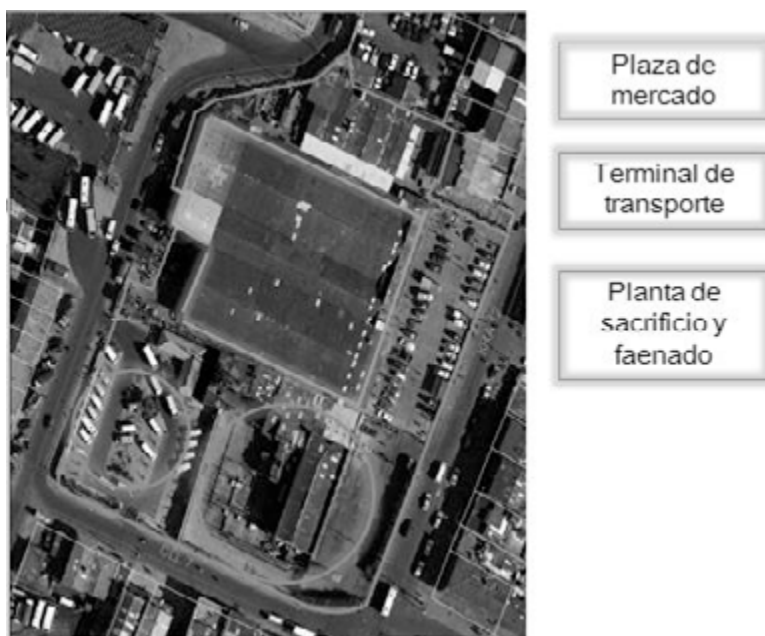 Plaza de
mercado
Terminal de
transporte
Planta de
sacrificio y
faenado